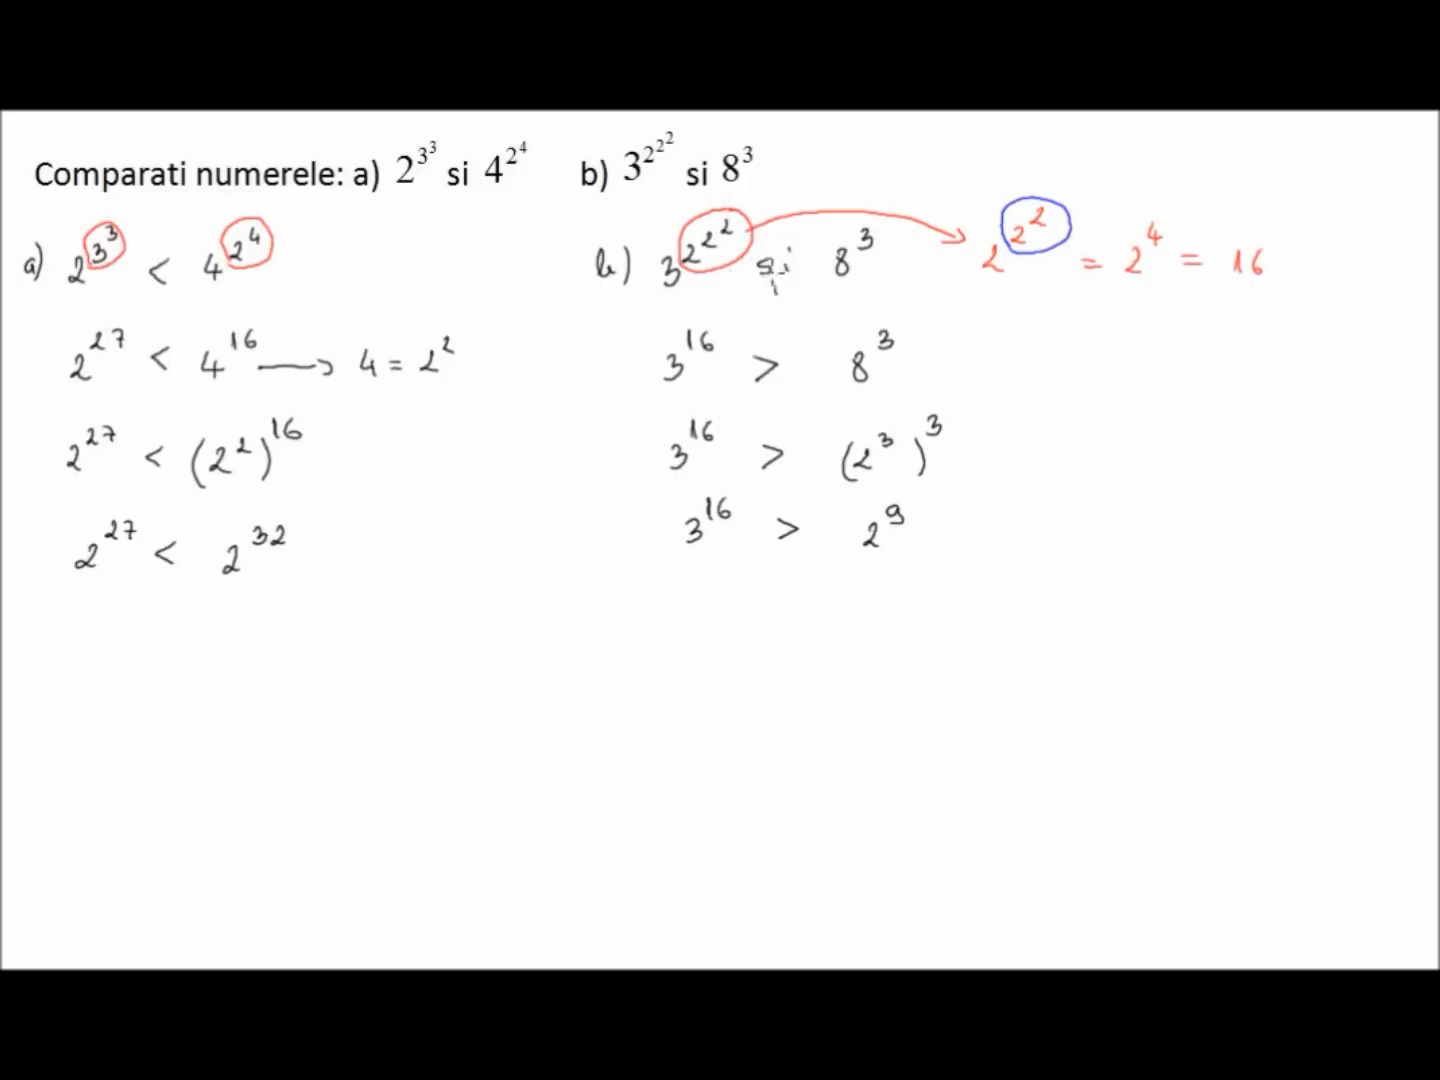 Comparati numerele: a) 2^{3^3} si 4^{2^4} b) 3^{2^{2^2}} si 8^3
a) 2^{3^3} < 4^{2^4}
2^{27} < 4^{16} → 4 = 2^2
2^{27} < (2^2)^{16}
2^{27} < 2^{32}
b) 3^{2^{2^2}} și 8^3 2^{2^2} = 2^4 = 16
3^{16} > 8^3
3^{16} > (2^3)^3
3^{16} > 2^9